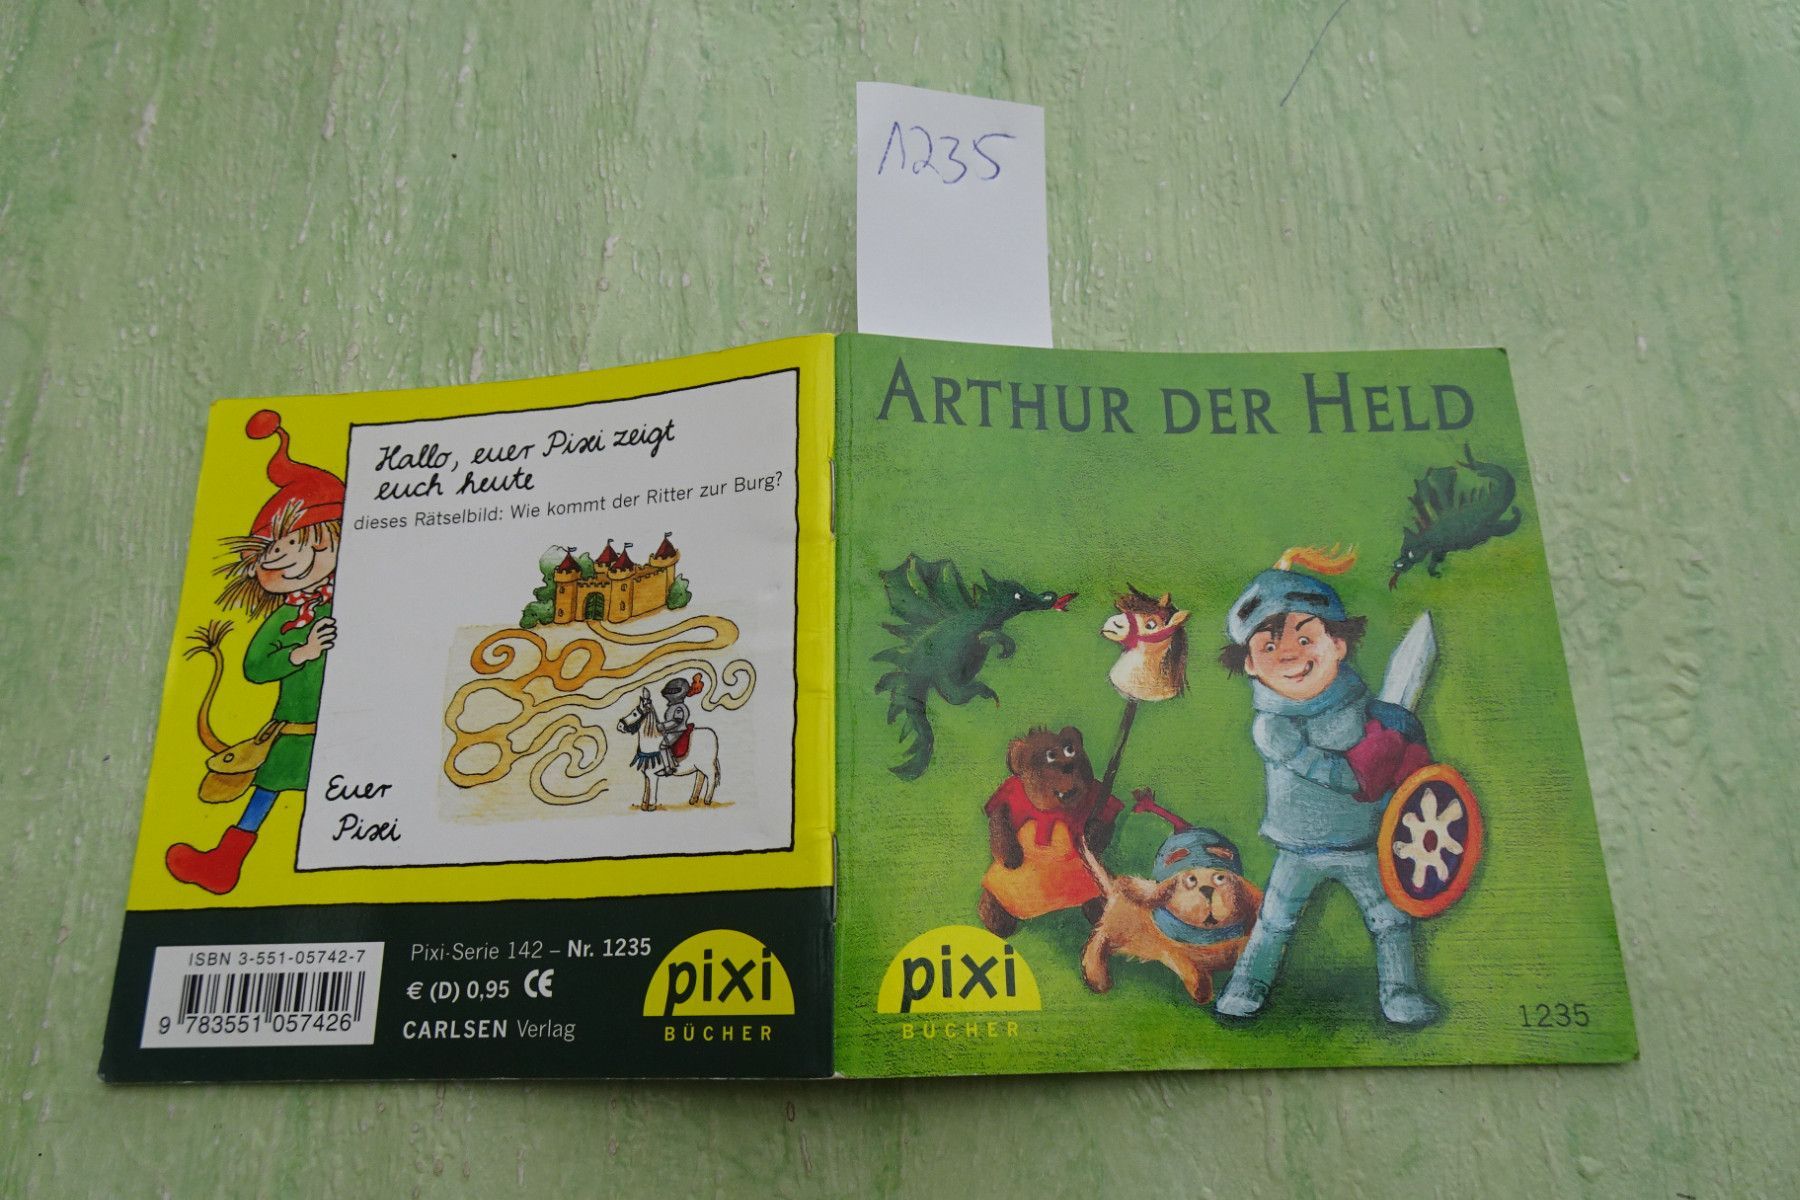 1235
Hallo, euer Pixi zeigt
euch heute
dieses Rätselbild: Wie kommt der Ritter zur Burg?
Euer
Pixi
ISBN 3-551-05742-7
9 783551 057426
Pixi-Serie 142 – Nr. 1235
€ (D) 0,95 CE
CARLSEN Verlag
pixi
BÜCHER
ARTHUR DER HELD
pixi
BÜCHER
1235